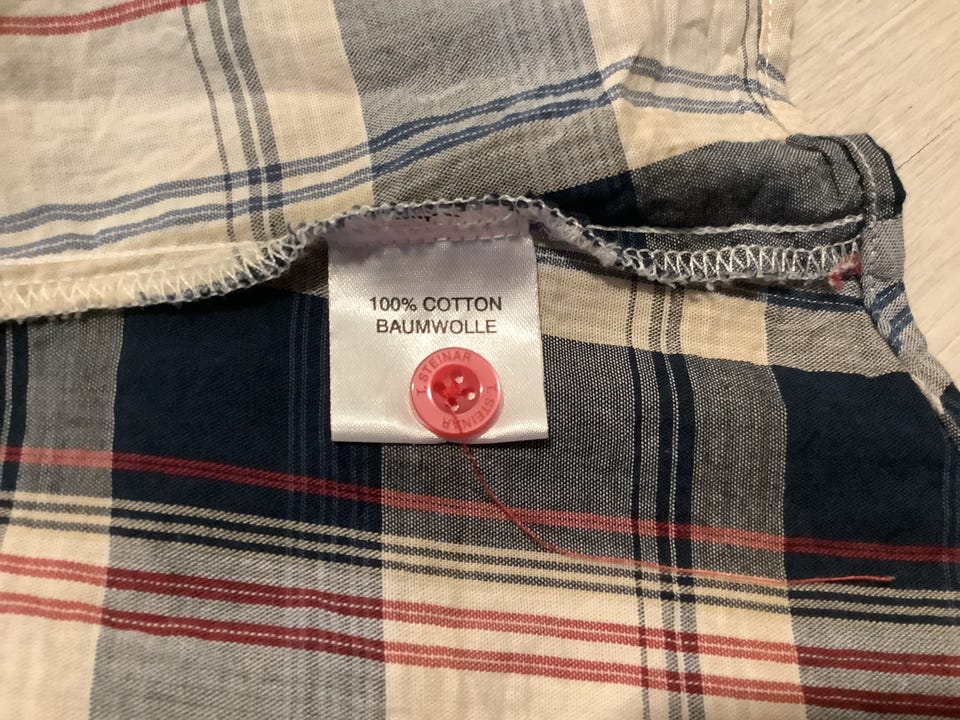 100% COTTON
BAUMWOLLE
T. STEINAR
T. STEINAR